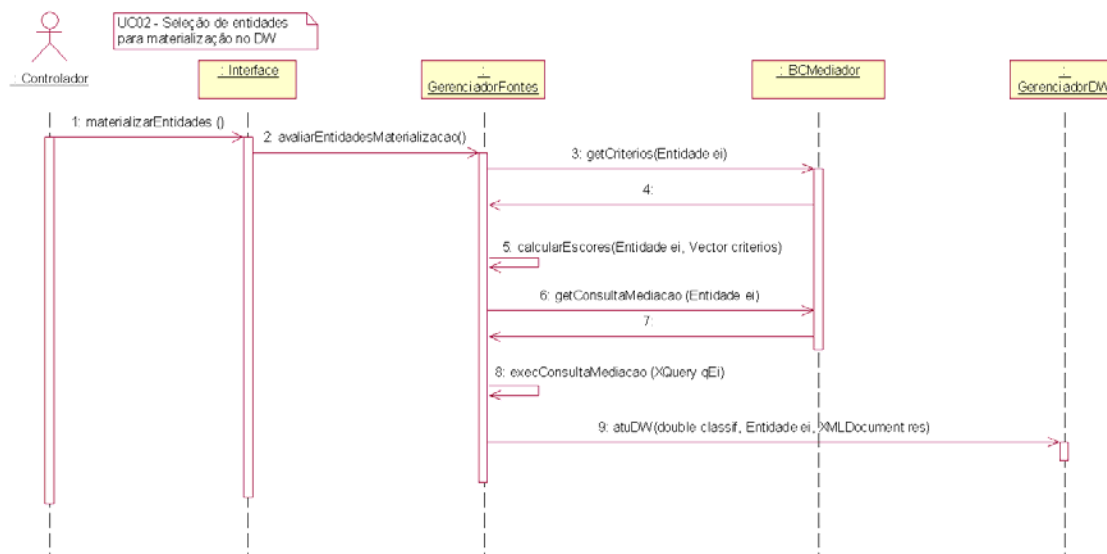 UC02 - Seleção de entidades
para materialização no DW
: Controlador
: Interface
:
GerenciadorFontes
: BCMediador
:
GerenciadorDW
1: materializarEntidades ()
2: avaliarEntidadesMaterializacao()
3: getCriterios(Entidade ei)
4:
5: calcularEscores(Entidade ei, Vector criterios)
6: getConsultaMediacao (Entidade ei)
7:
8: execConsultaMediacao (XQuery qEi)
9: atuDW(double classif, Entidade ei, XMLDocument res)